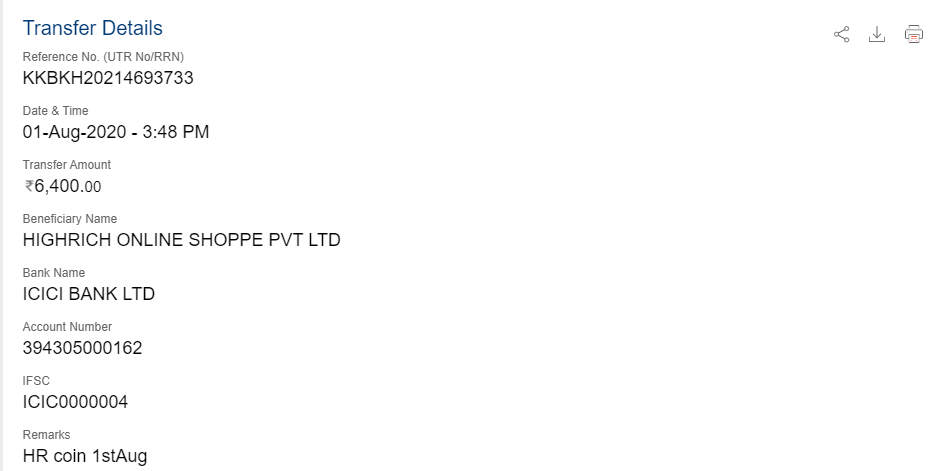 Transfer Details
Reference No. (UTR No/RRN)
KKBKH20214693733
Date & Time
01-Aug-2020 - 3:48 PM
Transfer Amount
₹6,400.00
Beneficiary Name
HIGHRICH ONLINE SHOPPE PVT LTD
Bank Name
ICICI BANK LTD
Account Number
394305000162
IFSC
ICIC0000004
Remarks
HR coin 1stAug